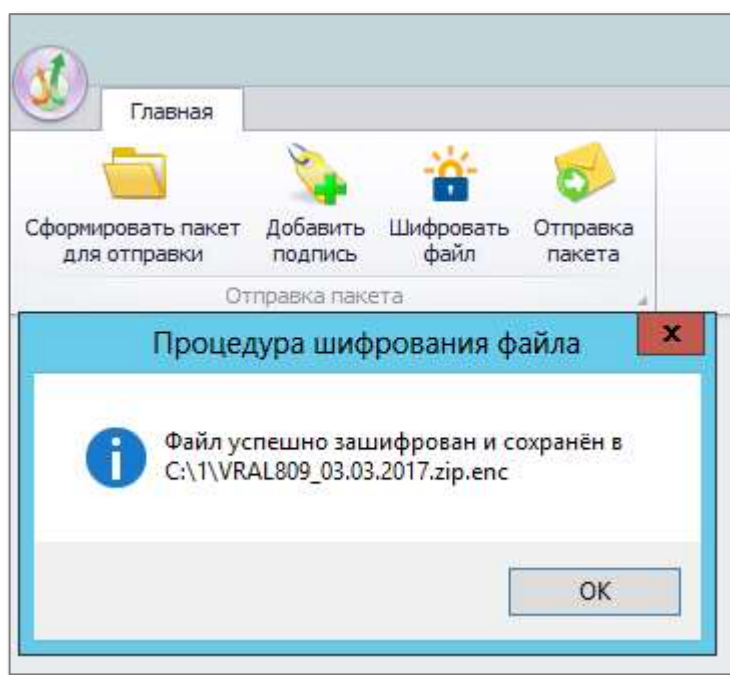 Главная
Сформировать пакет
для отправки
Добавить
подпись
Шифровать
файл
Отправка
пакета
Отправка пакета
Процедура шифрования файла
x
Файл успешно зашифрован и сохранён в
C:\1\VRAL809_03.03.2017.zip.enc
OK